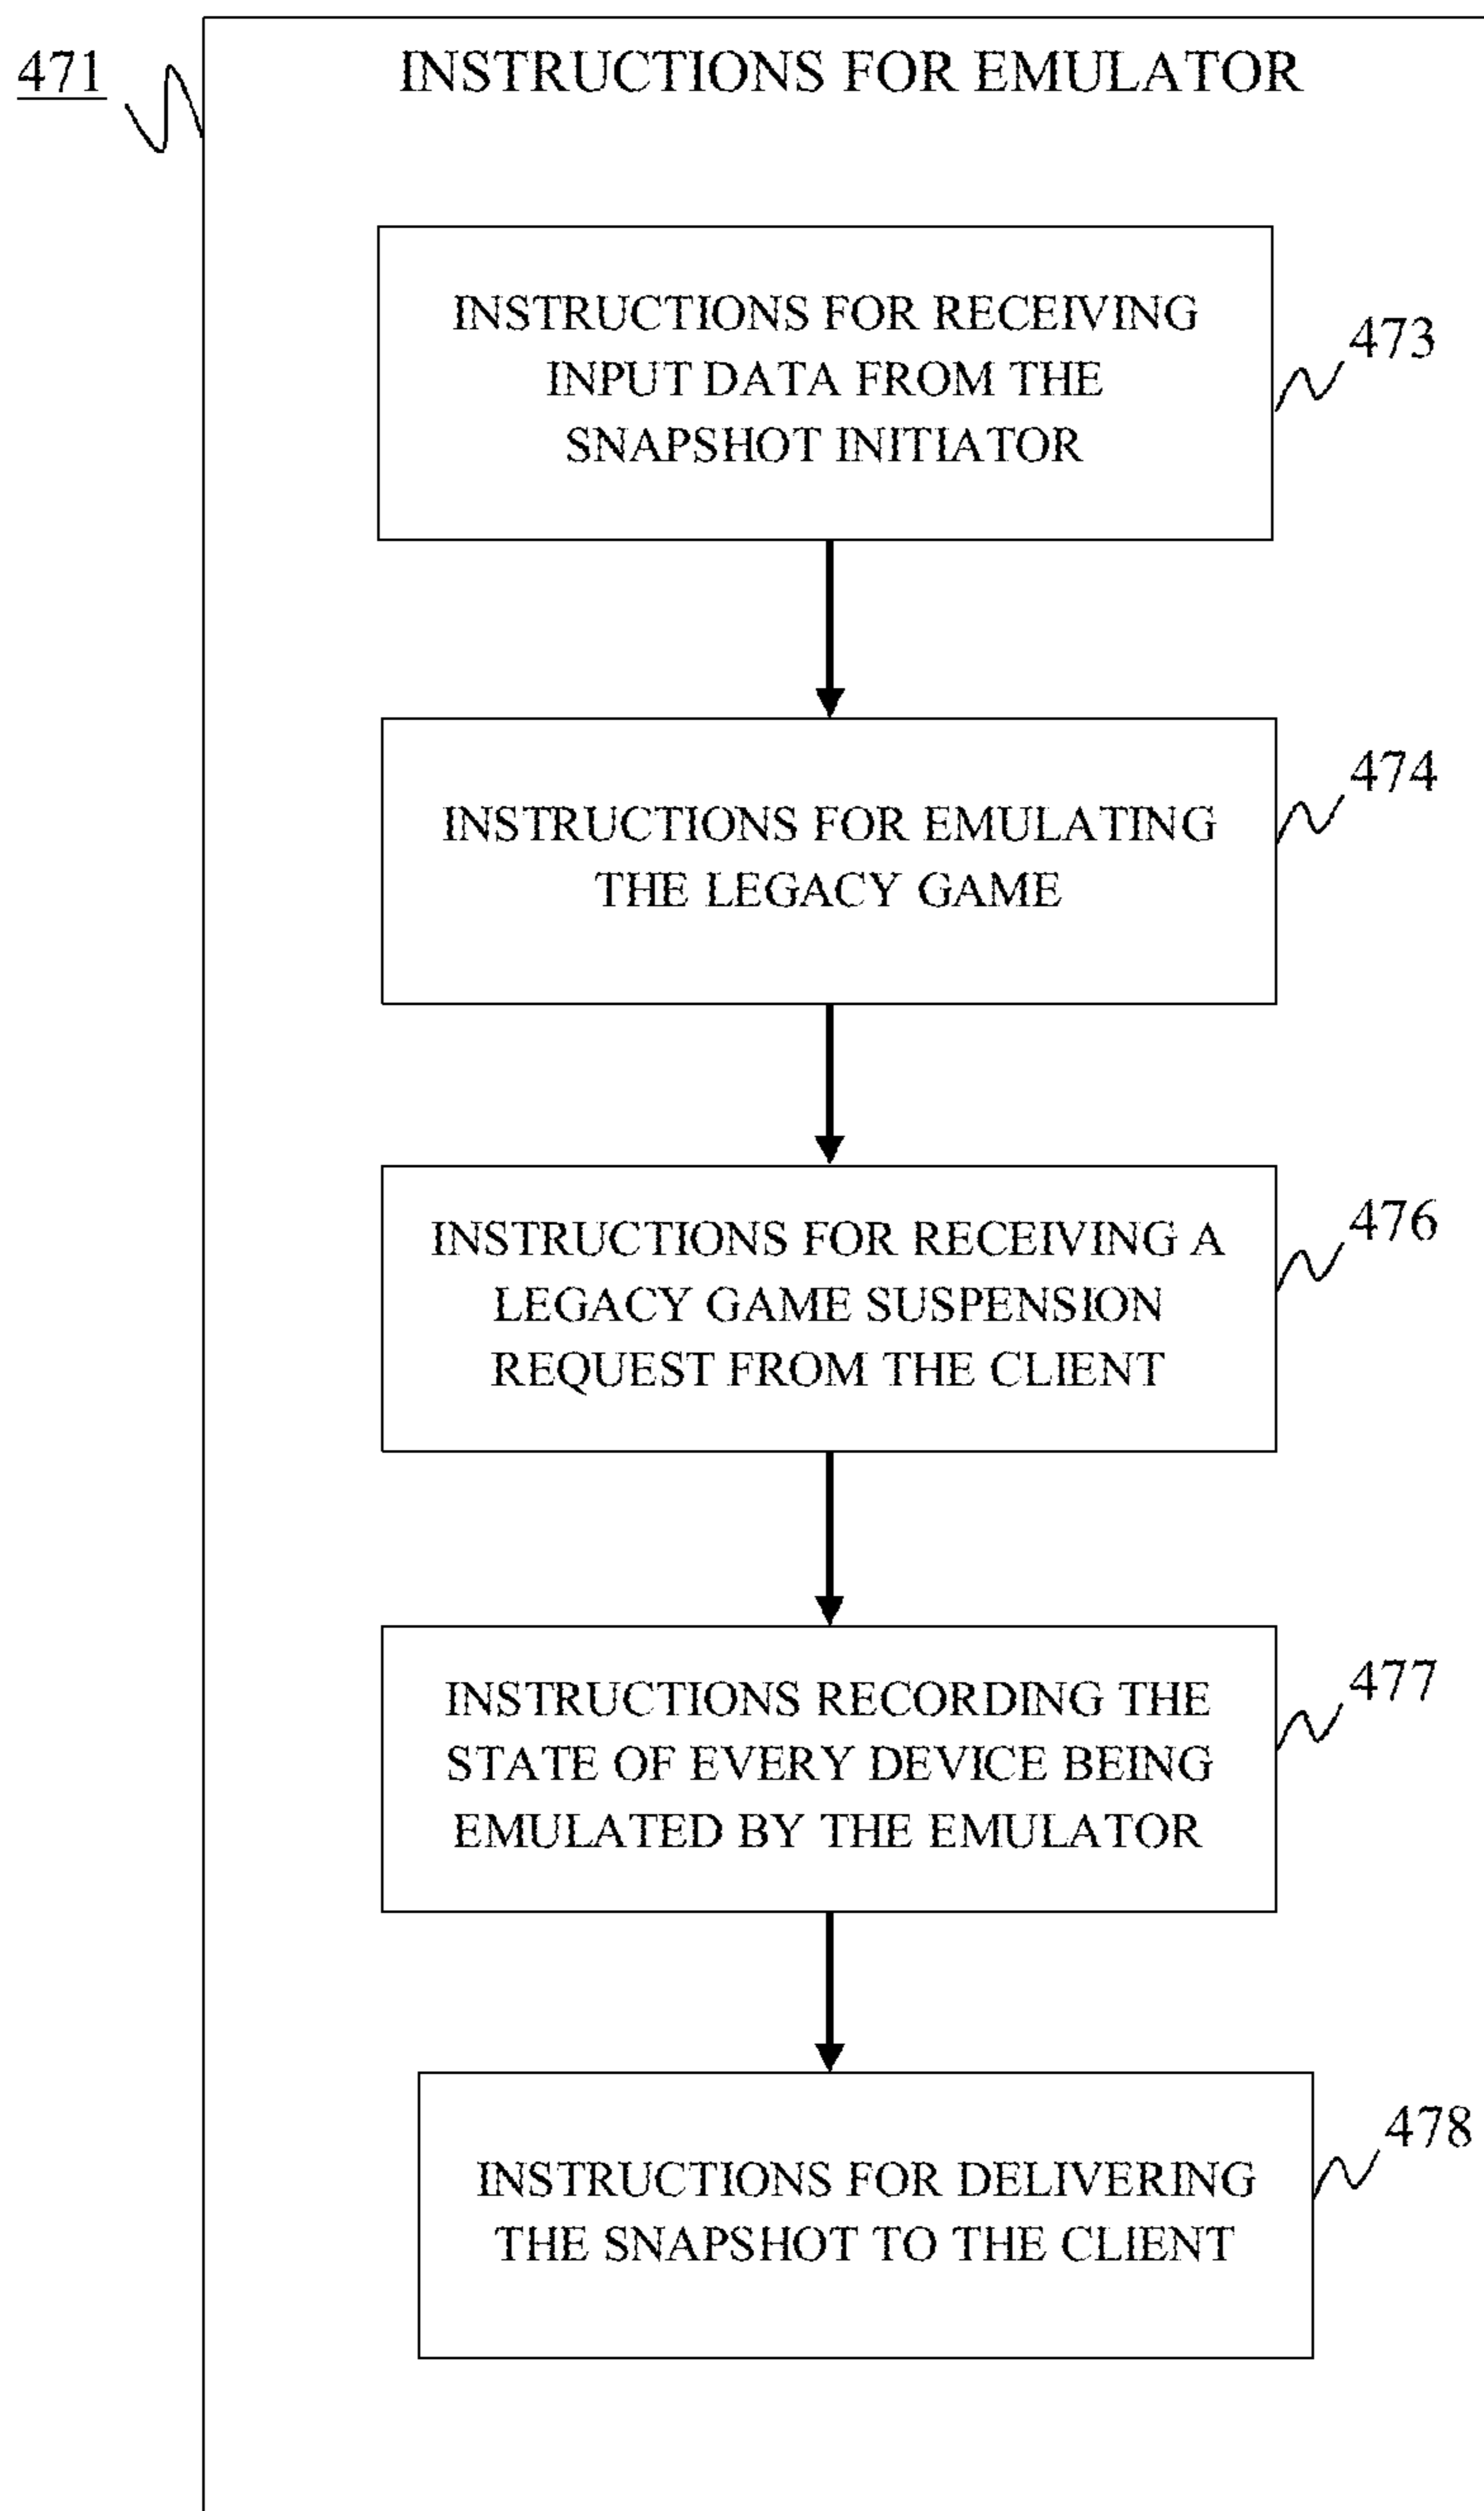 471
INSTRUCTIONS FOR EMULATOR
INSTRUCTIONS FOR RECEIVING
INPUT DATA FROM THE
SNAPSHOT INITIATOR
473
INSTRUCTIONS FOR EMULATING
THE LEGACY GAME
474
INSTRUCTIONS FOR RECEIVING A
LEGACY GAME SUSPENSION
REQUEST FROM THE CLIENT
476
INSTRUCTIONS RECORDING THE
STATE OF EVERY DEVICE BEING
EMULATED BY THE EMULATOR
477
INSTRUCTIONS FOR DELIVERING
THE SNAPSHOT TO THE CLIENT
478